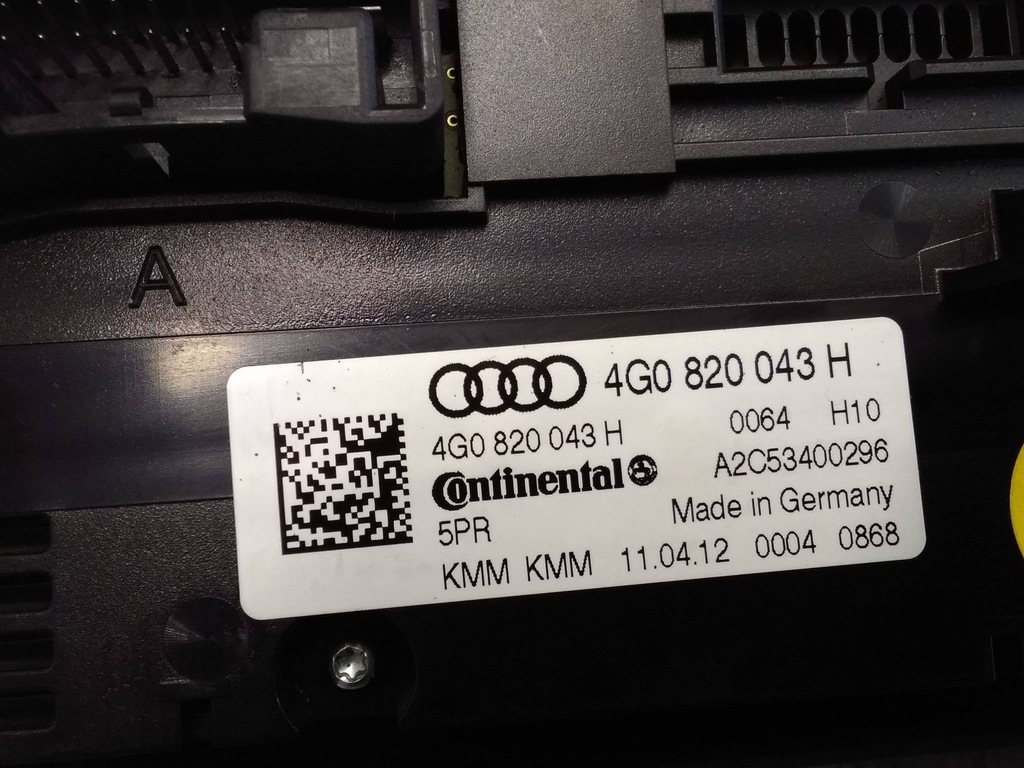 A
4G0 820 043 H
4G0 820 043 H
0064 H10
Continental
A2C53400296
5PR
Made in Germany
KMM KMM 11.04.12 0004 0868